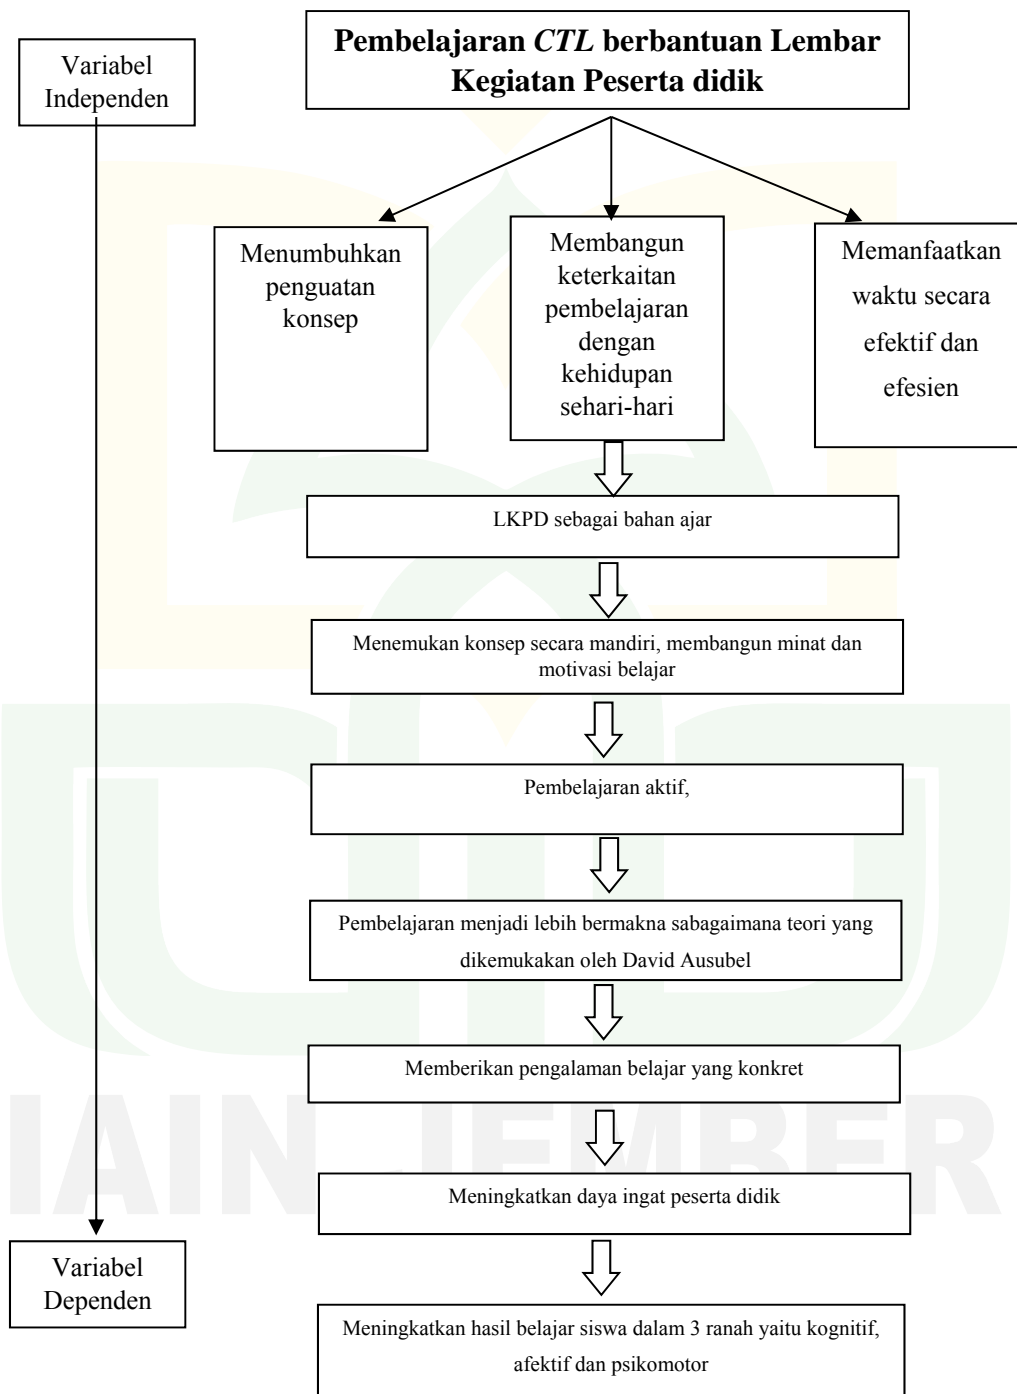 Pembelajaran CTL berbantuan Lembar
Kegiatan Peserta didik
Variabel
Independen
Menumbuhkan
penguatan
konsep
Membangun
keterkaitan
pembelajaran
dengan
kehidupan
sehari-hari
Memanfaatkan
waktu secara
efektif dan
efesien
LKPD sebagai bahan ajar
Menemukan konsep secara mandiri, membangun minat dan
motivasi belajar
Pembelajaran aktif,
Pembelajaran menjadi lebih bermakna sabagaimana teori yang
dikemukakan oleh David Ausubel
Memberikan pengalaman belajar yang konkret
IAIN JEMBER
Meningkatkan daya ingat peserta didik
Variabel
Dependen
Meningkatkan hasil belajar siswa dalam 3 ranah yaitu kognitif,
afektif dan psikomotor